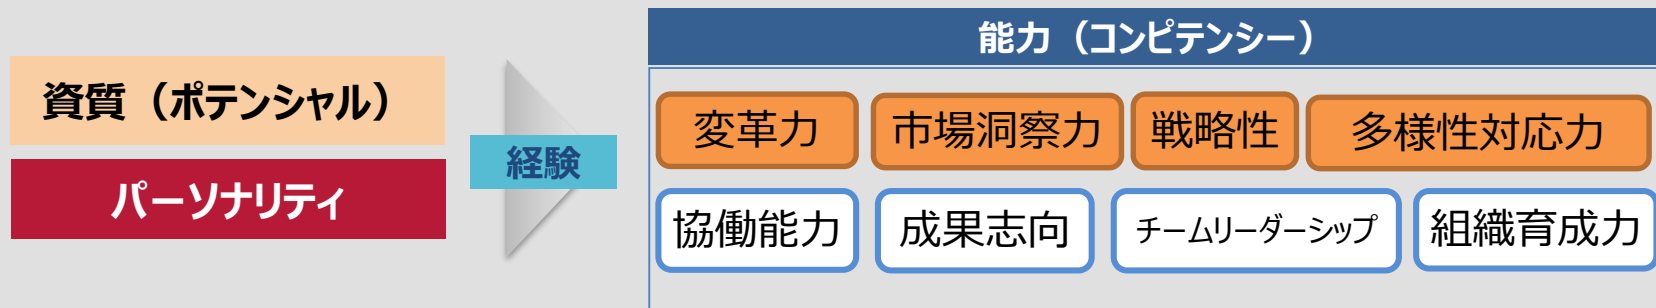 能力（コンピテンシー）
資質（ポテンシャル）
パーソナリティ
経験
変革力
市場洞察力
戦略性
多様性対応力
協働能力
成果志向
チームリーダーシップ
組織育成力